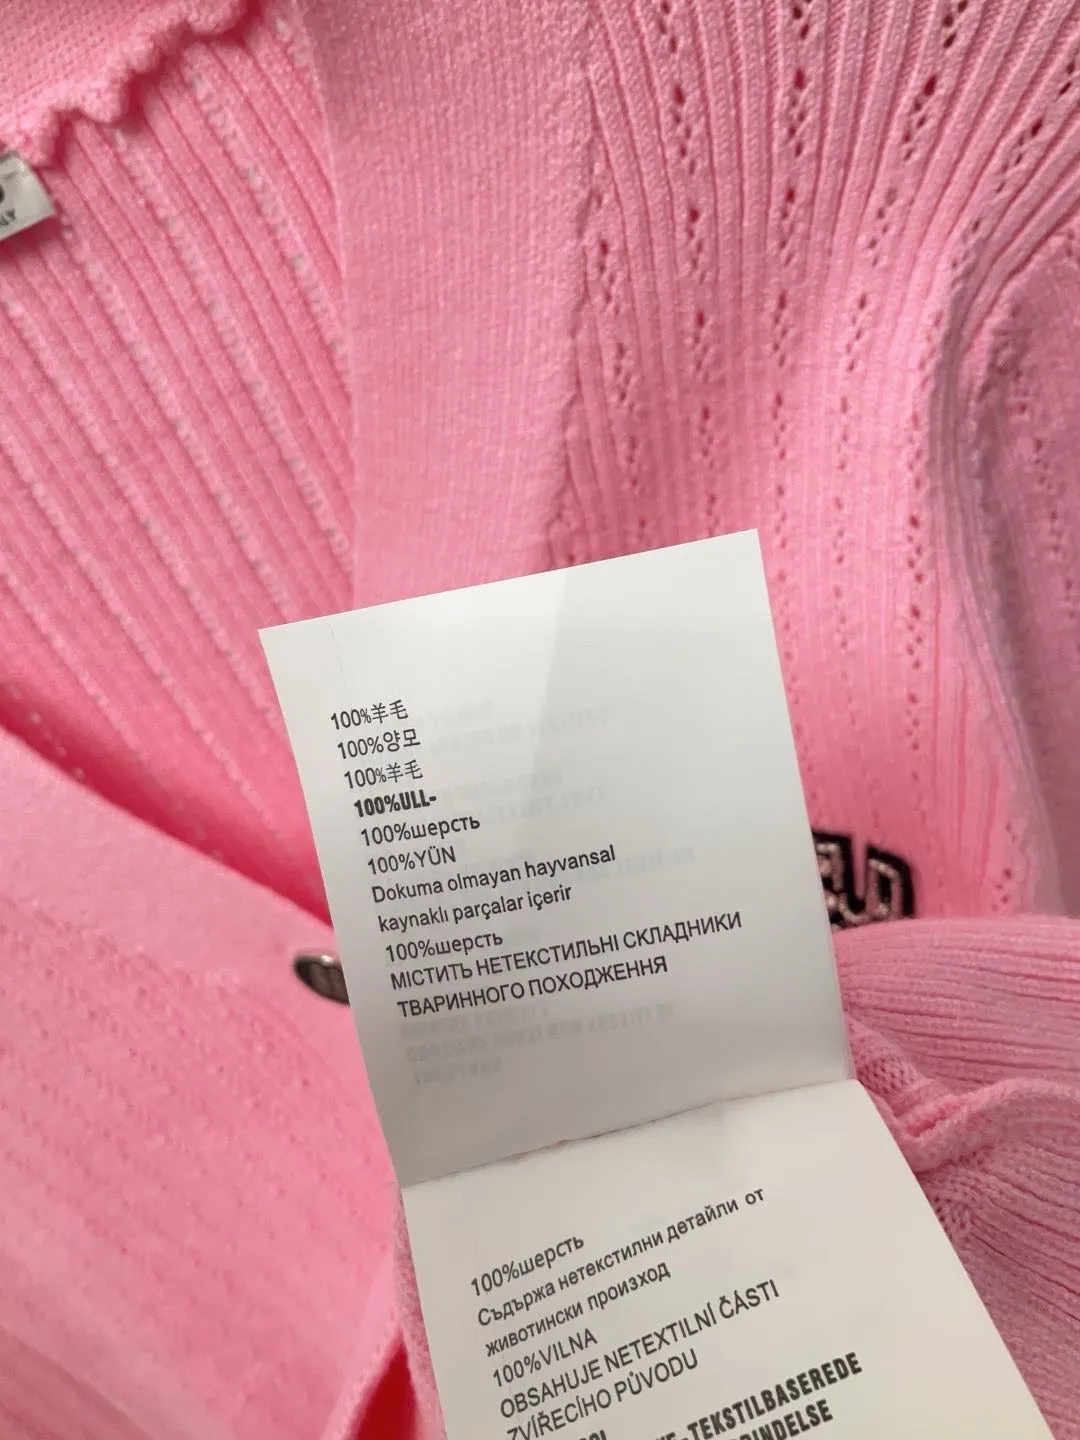 100%羊毛
100%양모
100%羊毛
100%ULL-
100%шерсть
100%YÜN
Dokuma olmayan hayvansal
kaynaklı parçalar içerir
100%шерсть
МІСТИТЬ НЕТЕКСТИЛЬНІ СКЛАДНИКИ
ТВАРИННОГО ПОХОДЖЕННЯ
100%шерсть
Съдържа нетекстилни детайли от
животински произход
100%VILNA
OBSAHUJE NETEXTILNÍ ČÁSTI
ZVÍŘECÍHO PŮVODU